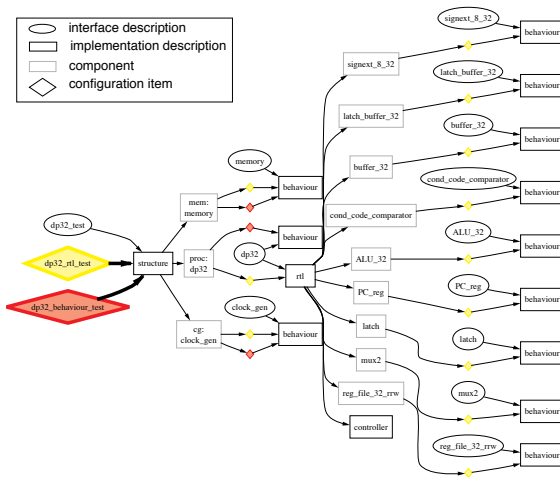 interface description
implementation description
component
configuration item
signext_8_32
behaviour
signext_8_32
latch_buffer_32
behaviour
latch_buffer_32
buffer_32
behaviour
memory
buffer_32
behaviour
cond_code_comparator
behaviour
mem:
memory
cond_code_comparator
dp32_test
behaviour
ALU_32
behaviour
dp32
dp32_rtl_test
structure
proc:
dp32
ALU_32
rtl
PC_reg
behaviour
PC_reg
dp32_behaviour_test
clock_gen
cg:
clock_gen
behaviour
latch
latch
behaviour
mux2
mux2
behaviour
reg_file_32_rrw
controller
reg_file_32_rrw
behaviour